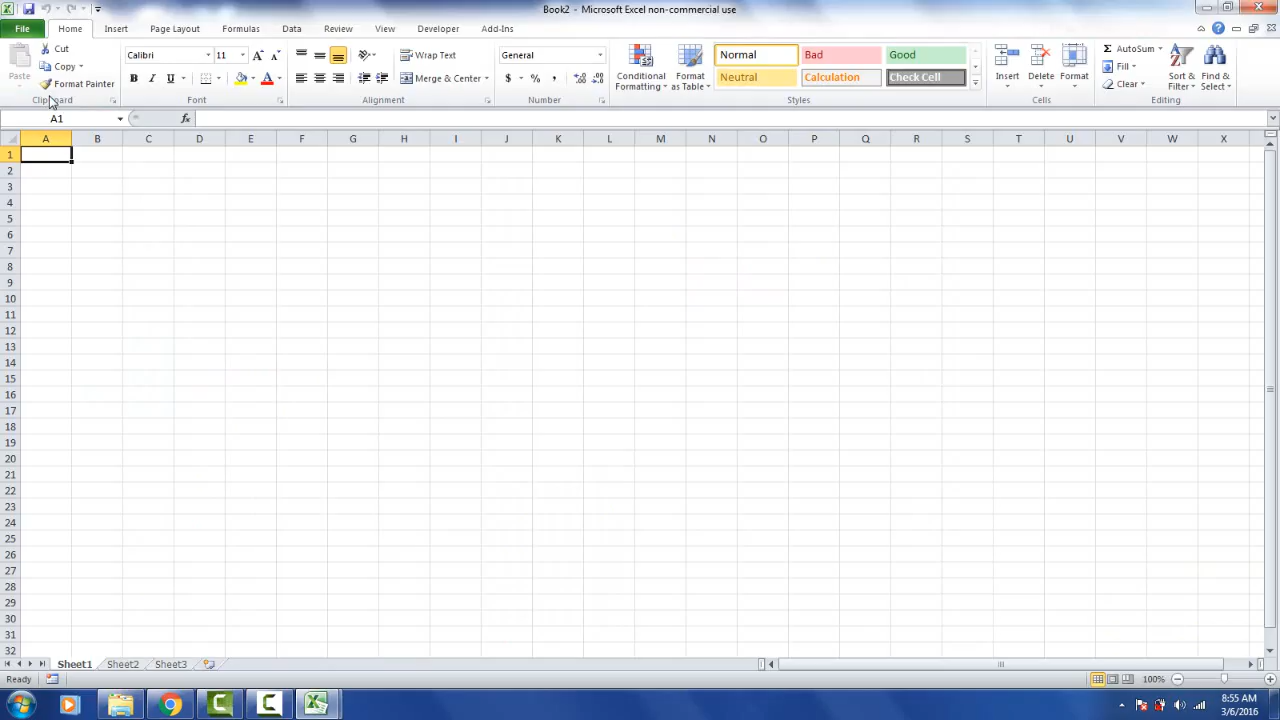 Book2 - Microsoft Excel non-commercial use
File Home Insert Page Layout Formulas Data Review View Developer Add-Ins
Paste
Cut
Copy
Format Painter
Clipboard
Calibri 11
B I U A
Font
Wrap Text
Merge & Center
Alignment
General
$ % ,
Number
Conditional Formatting
Format as Table
Normal Bad Good
Neutral Calculation Check Cell
Styles
Insert Delete Format
Cells
Σ AutoSum
Fill
Clear
Sort & Filter
Find & Select
Editing
A1 fx
A B C D E F G H I J K L M N O P Q R S T U V W X
1
2
3
4
5
6
7
8
9
10
11
12
13
14
15
16
17
18
19
20
21
22
23
24
25
26
27
28
29
30
31
32
Sheet1 Sheet2 Sheet3
Ready 100%
8:55 AM
3/6/2016